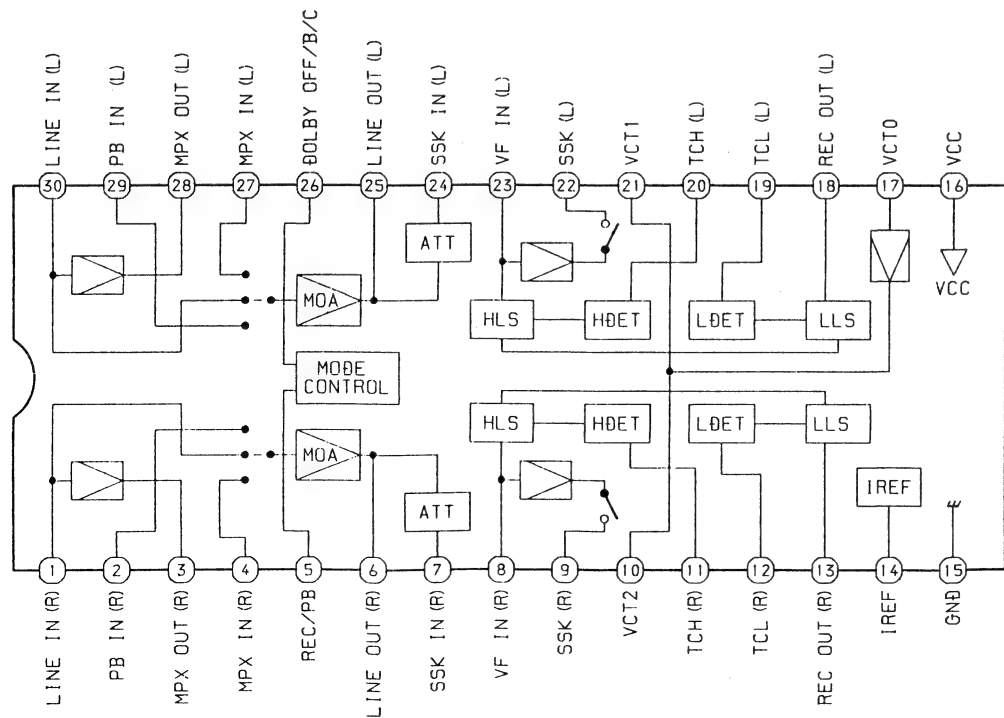 LINE IN (L)
PB IN (L)
MPX OUT (L)
MPX IN (L)
DOLBY OFF/B/C
LINE OUT (L)
SSK IN (L)
VF IN (L)
SSK (L)
VCT1
TCH (L)
TCL (L)
REC OUT (L)
VCT0
VCC
30
29
28
27
26
25
24
23
22
21
20
19
18
17
16
ATT
MOA
VCC
HLS
HDET
LDET
LLS
MODE
CONTROL
HLS
HDET
LDET
LLS
MOA
ATT
IREF
1
2
3
4
5
6
7
8
9
10
11
12
13
14
15
LINE IN (R)
PB IN (R)
MPX OUT (R)
MPX IN (R)
REC/PB
LINE OUT (R)
SSK IN (R)
VF IN (R)
SSK (R)
VCT2
TCH (R)
TCL (R)
REC OUT (R)
IREF
GND